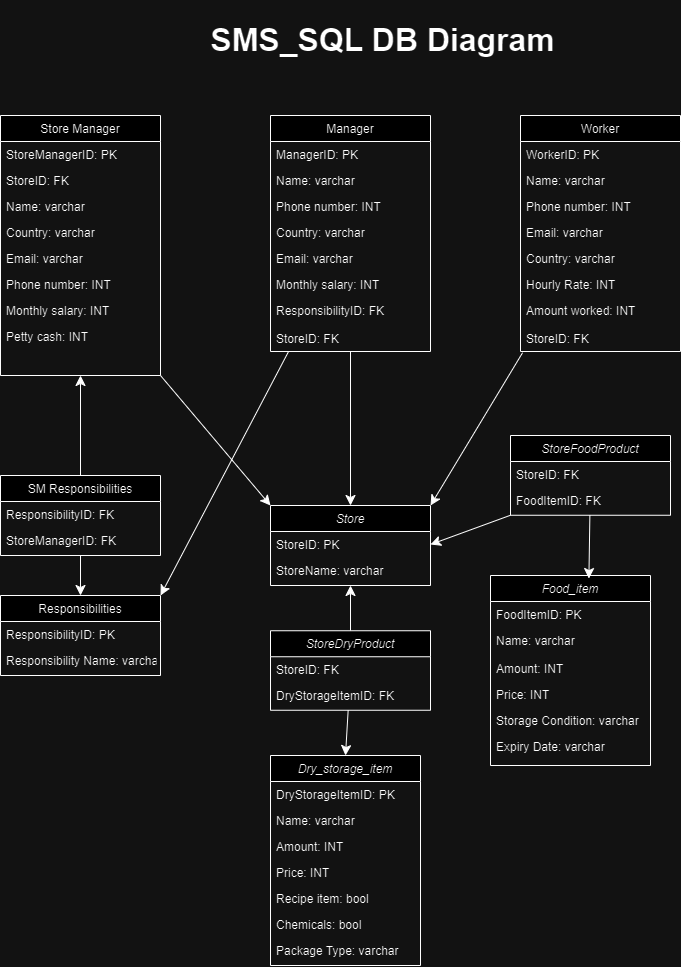 SMS_SQL DB Diagram
Store Manager
StoreManagerID: PK
StoreID: FK
Name: varchar
Country: varchar
Email: varchar
Phone number: INT
Monthly salary: INT
Petty cash: INT
Manager
ManagerID: PK
Name: varchar
Phone number: INT
Country: varchar
Email: varchar
Monthly salary: INT
ResponsibilityID: FK
StoreID: FK
Worker
WorkerID: PK
Name: varchar
Phone number: INT
Email: varchar
Country: varchar
Hourly Rate: INT
Amount worked: INT
StoreID: FK
SM Responsibilities
ResponsibilityID: FK
StoreManagerID: FK
Responsibilities
ResponsibilityID: PK
Responsibility Name: varcha
Store
StoreID: PK
StoreName: varchar
StoreFoodProduct
StoreID: FK
FoodItemID: FK
Food_item
FoodItemID: PK
Name: varchar
Amount: INT
Price: INT
Storage Condition: varchar
Expiry Date: varchar
StoreDryProduct
StoreID: FK
DryStorageItemID: FK
Dry_storage_item
DryStorageItemID: PK
Name: varchar
Amount: INT
Price: INT
Recipe item: bool
Chemicals: bool
Package Type: varchar